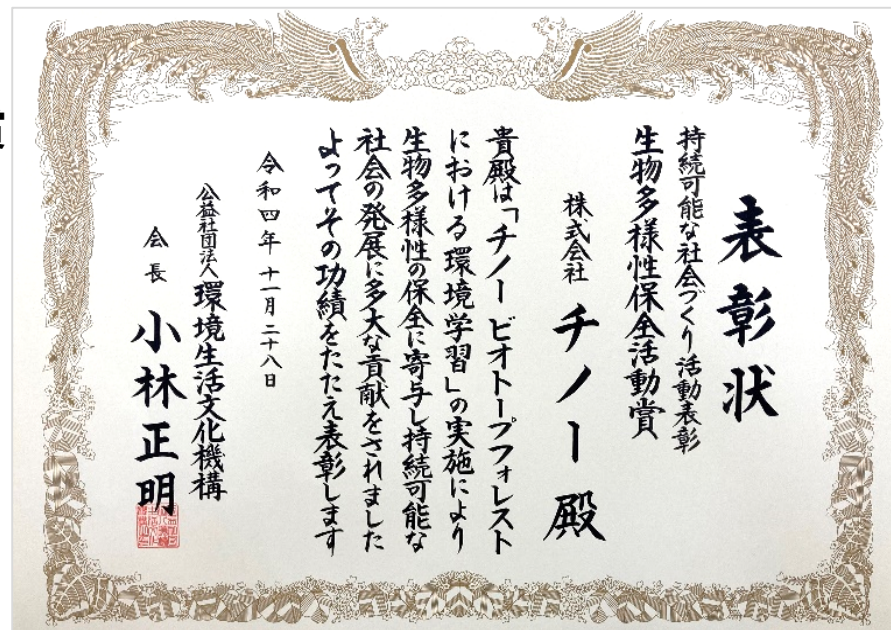 表彰状
持続可能な社会づくり活動表彰
生物多様性保全活動賞
株式会社 チノー 殿
貴殿は「チノー ビオトープフォレスト
における環境学習」の実施により
生物多様性の保全に寄与し持続可能な
社会の発展に多大な貢献をされました
よってその功績をたたえ表彰します
令和四年 十一月 二十八日
公益社団法人 環境生活文化機構
会長 小林正明